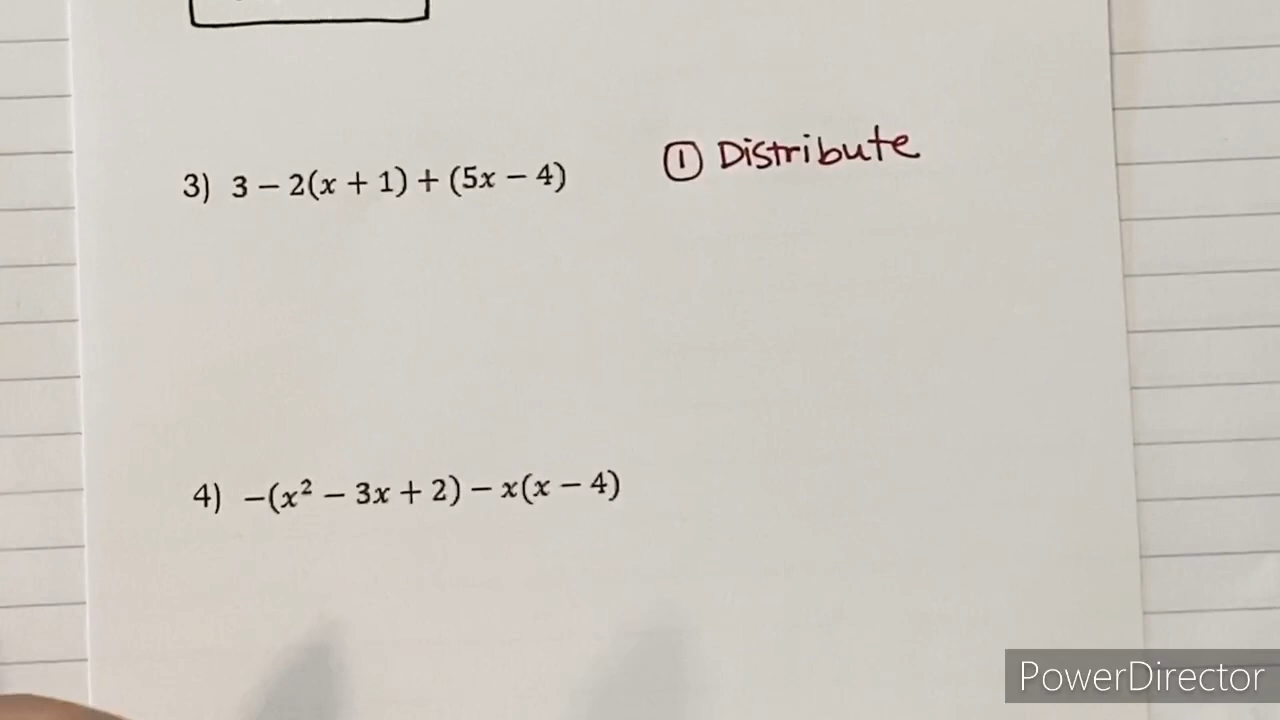 ① Distribute
3) 3 − 2(x + 1) + (5x − 4)
4) −(x² − 3x + 2) − x(x − 4)
PowerDirector